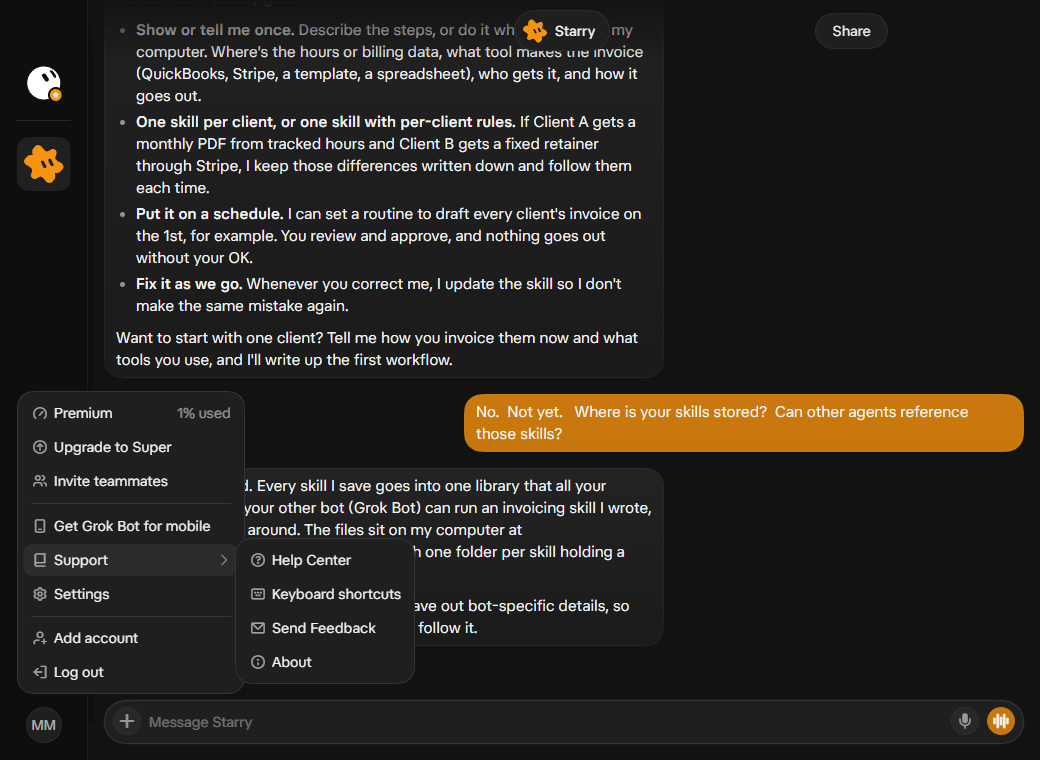 Show or tell me once. Describe the steps, or do it wh
my
Starry
Share
computer. Where's the hours or billing data, what tool makes the invoice
(QuickBooks, Stripe, a template, a spreadsheet), who gets it, and how it
goes out.
One skill per client, or one skill with per-client rules. If Client A gets a
monthly PDF from tracked hours and Client B gets a fixed retainer
through Stripe, I keep those differences written down and follow them
each time.
Put it on a schedule. I can set a routine to draft every client's invoice on
the 1st, for example. You review and approve, and nothing goes out
without your OK.
Fix it as we go. Whenever you correct me, I update the skill so I don't
make the same mistake again.
Want to start with one client? Tell me how you invoice them now and what
tools you use, and I'll write up the first workflow.
No. Not yet. Where is your skills stored? Can other agents reference
those skills?
d. Every skill I save goes into one library that all your
your other bot (Grok Bot) can run an invoicing skill I wrote,
around. The files sit on my computer at
h one folder per skill holding a
ave out bot-specific details, so
follow it.
Premium 1% used
Upgrade to Super
Invite teammates
Get Grok Bot for mobile
Support
Settings
Add account
Log out
Help Center
Keyboard shortcuts
Send Feedback
About
MM
Message Starry